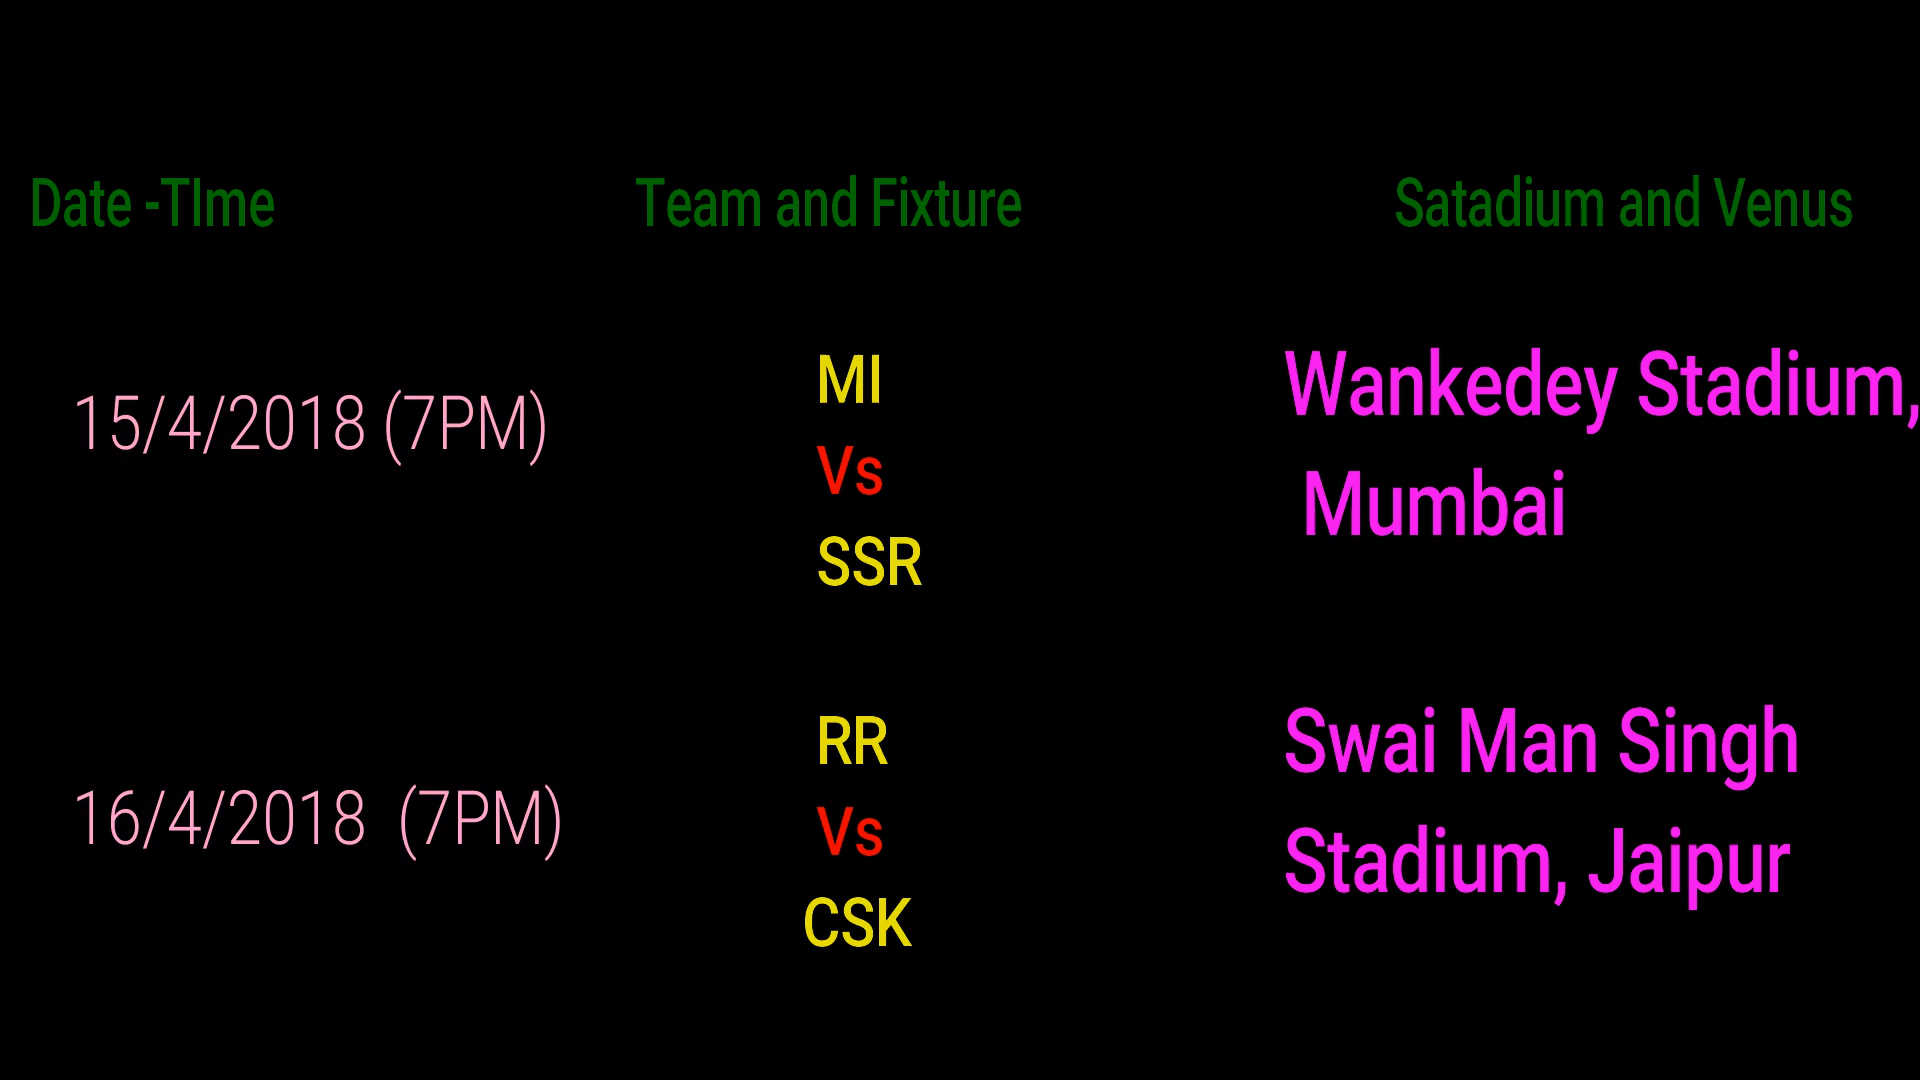 Date -TIme
Team and Fixture
Satadium and Venus
15/4/2018 (7PM)
MI
Vs
SSR
Wankedey Stadium,
Mumbai
16/4/2018 (7PM)
RR
Vs
CSK
Swai Man Singh
Stadium, Jaipur